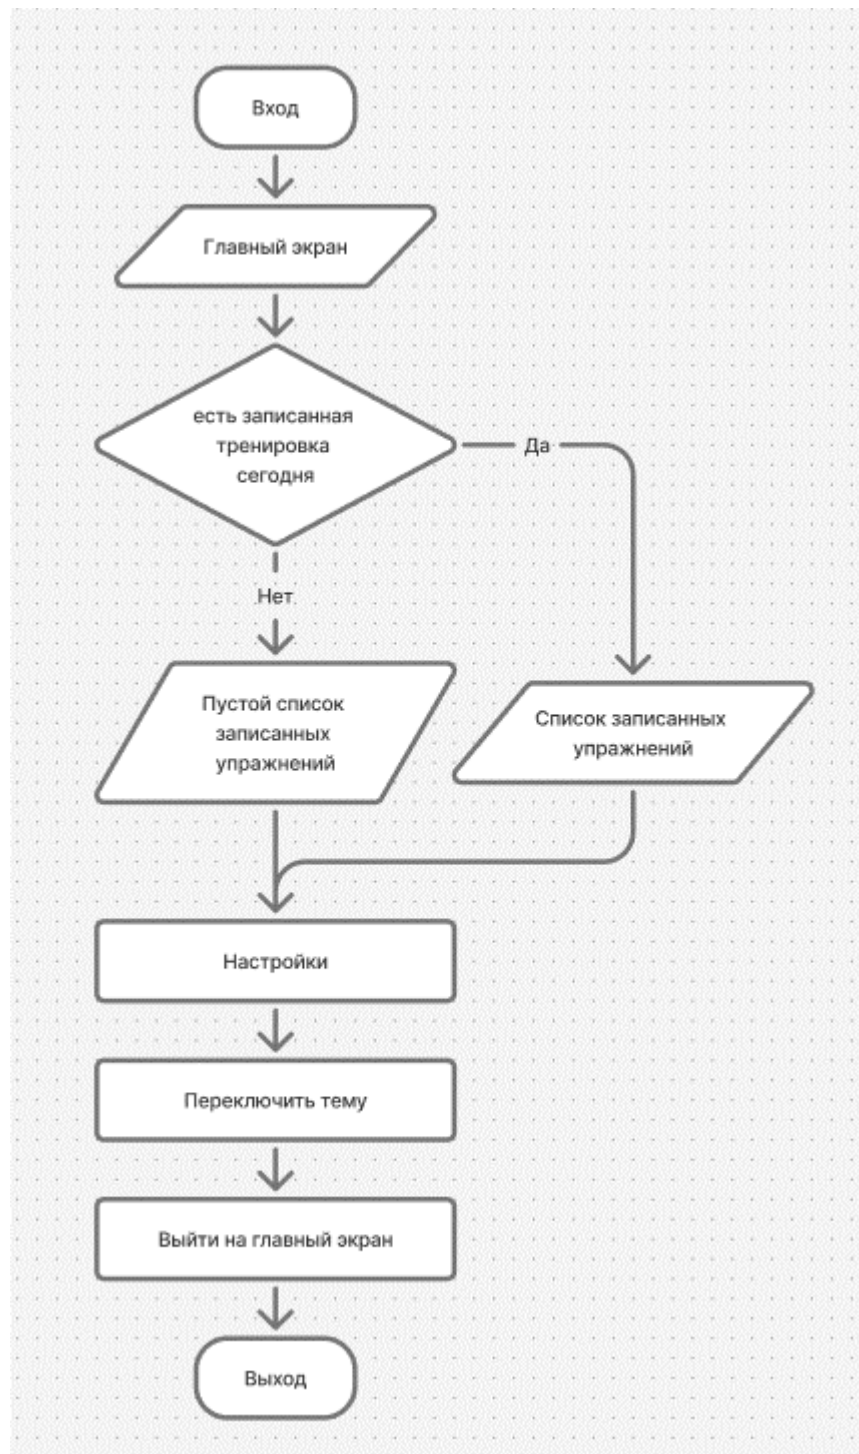 Вход
Главный экран
есть записанная
тренировка
сегодня
Да
Нет
Пустой список
записанных
упражнений
Список записанных
упражнений
Настройки
Переключить тему
Выйти на главный экран
Выход